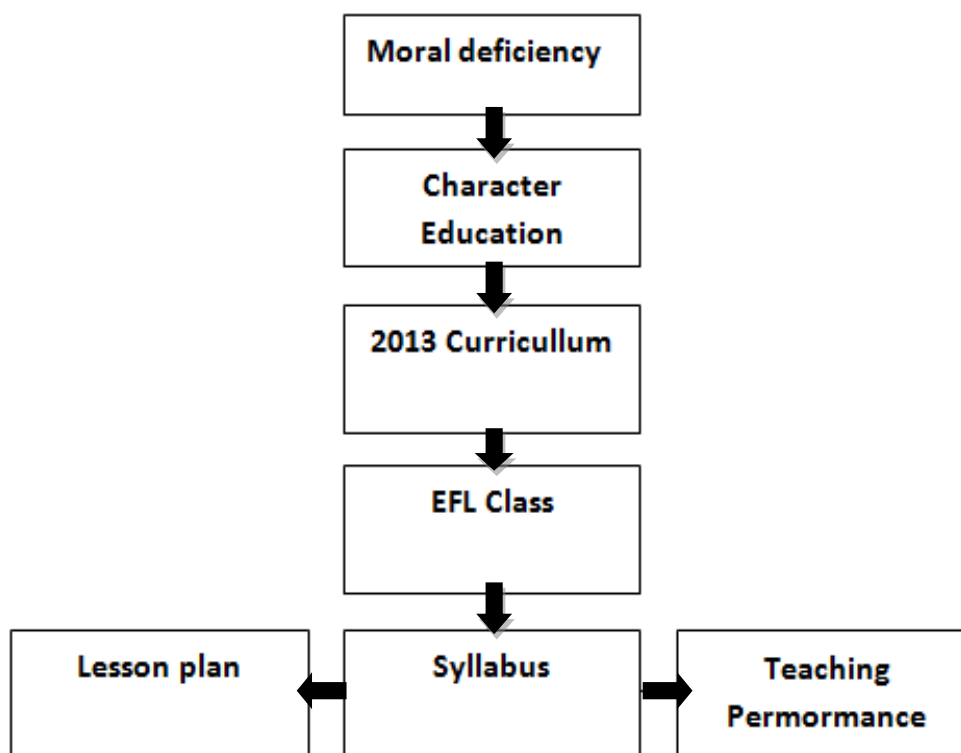 Moral deficiency
Character
Education
2013 Curricullum
EFL Class
Lesson plan
Syllabus
Teaching
Permormance